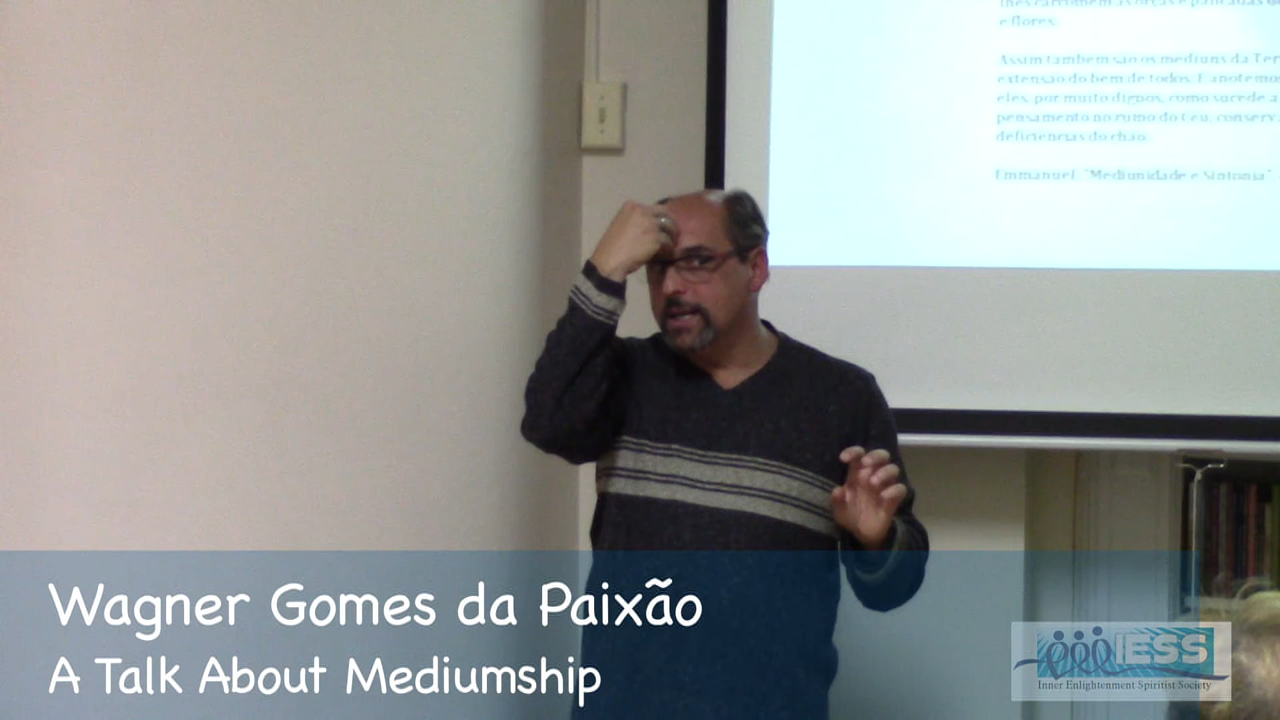 e flores.
Assim também são os médiuns da
extensão do bem de todos. E anotemos
eles, por muito dignos, como sucede a
pensamento no rumo do Céu,
deficiências do chão.
Emmanuel, "Mediunidade e Sintonia",
Wagner Gomes da Paixão
A Talk About Mediumship
IESS
Inner Enlightenment Spiritist Society